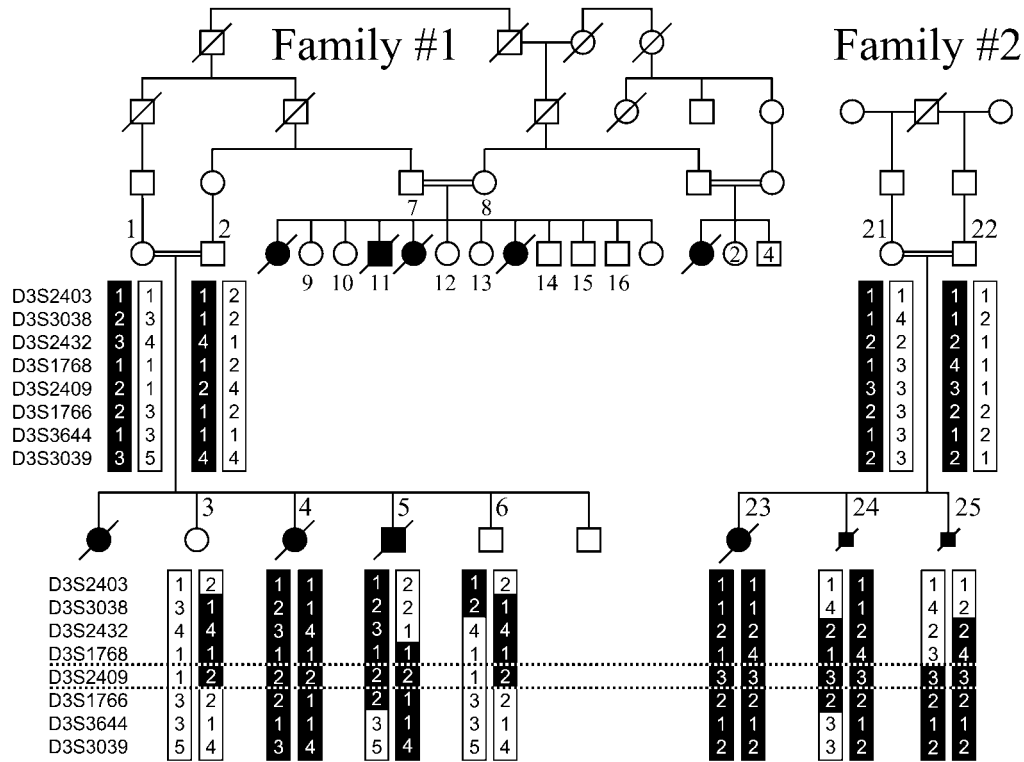 Family #1 Family #2
1 2 7 8 21 22
2 4
9 10 11 12 13 14 15 16
D3S2403 1 1 1 2 1 1 1 1
D3S3038 2 3 1 2 1 4 1 2
D3S2432 3 4 4 1 2 2 2 1
D3S1768 1 1 1 2 1 3 4 1
D3S2409 2 1 2 4 3 3 3 1
D3S1766 2 3 1 2 2 3 2 2
D3S3644 1 3 1 1 1 3 1 2
D3S3039 3 5 4 4 2 3 2 1
3 4 5 6 23 24 25
D3S2403 1 2 1 1 1 2 1 2 1 1 1 1 1 1
D3S3038 3 1 2 1 2 2 2 1 1 1 4 1 4 2
D3S2432 4 4 3 4 3 1 4 4 2 2 2 2 2 2
D3S1768 1 1 1 1 1 1 1 1 1 4 1 4 3 4
D3S2409 1 2 2 2 2 2 1 2 3 3 3 3 3 3
D3S1766 3 2 2 1 2 1 3 2 2 2 2 2 2 2
D3S3644 3 1 1 1 3 1 3 1 1 1 3 1 1 1
D3S3039 5 4 3 4 5 4 5 4 2 2 3 2 2 2